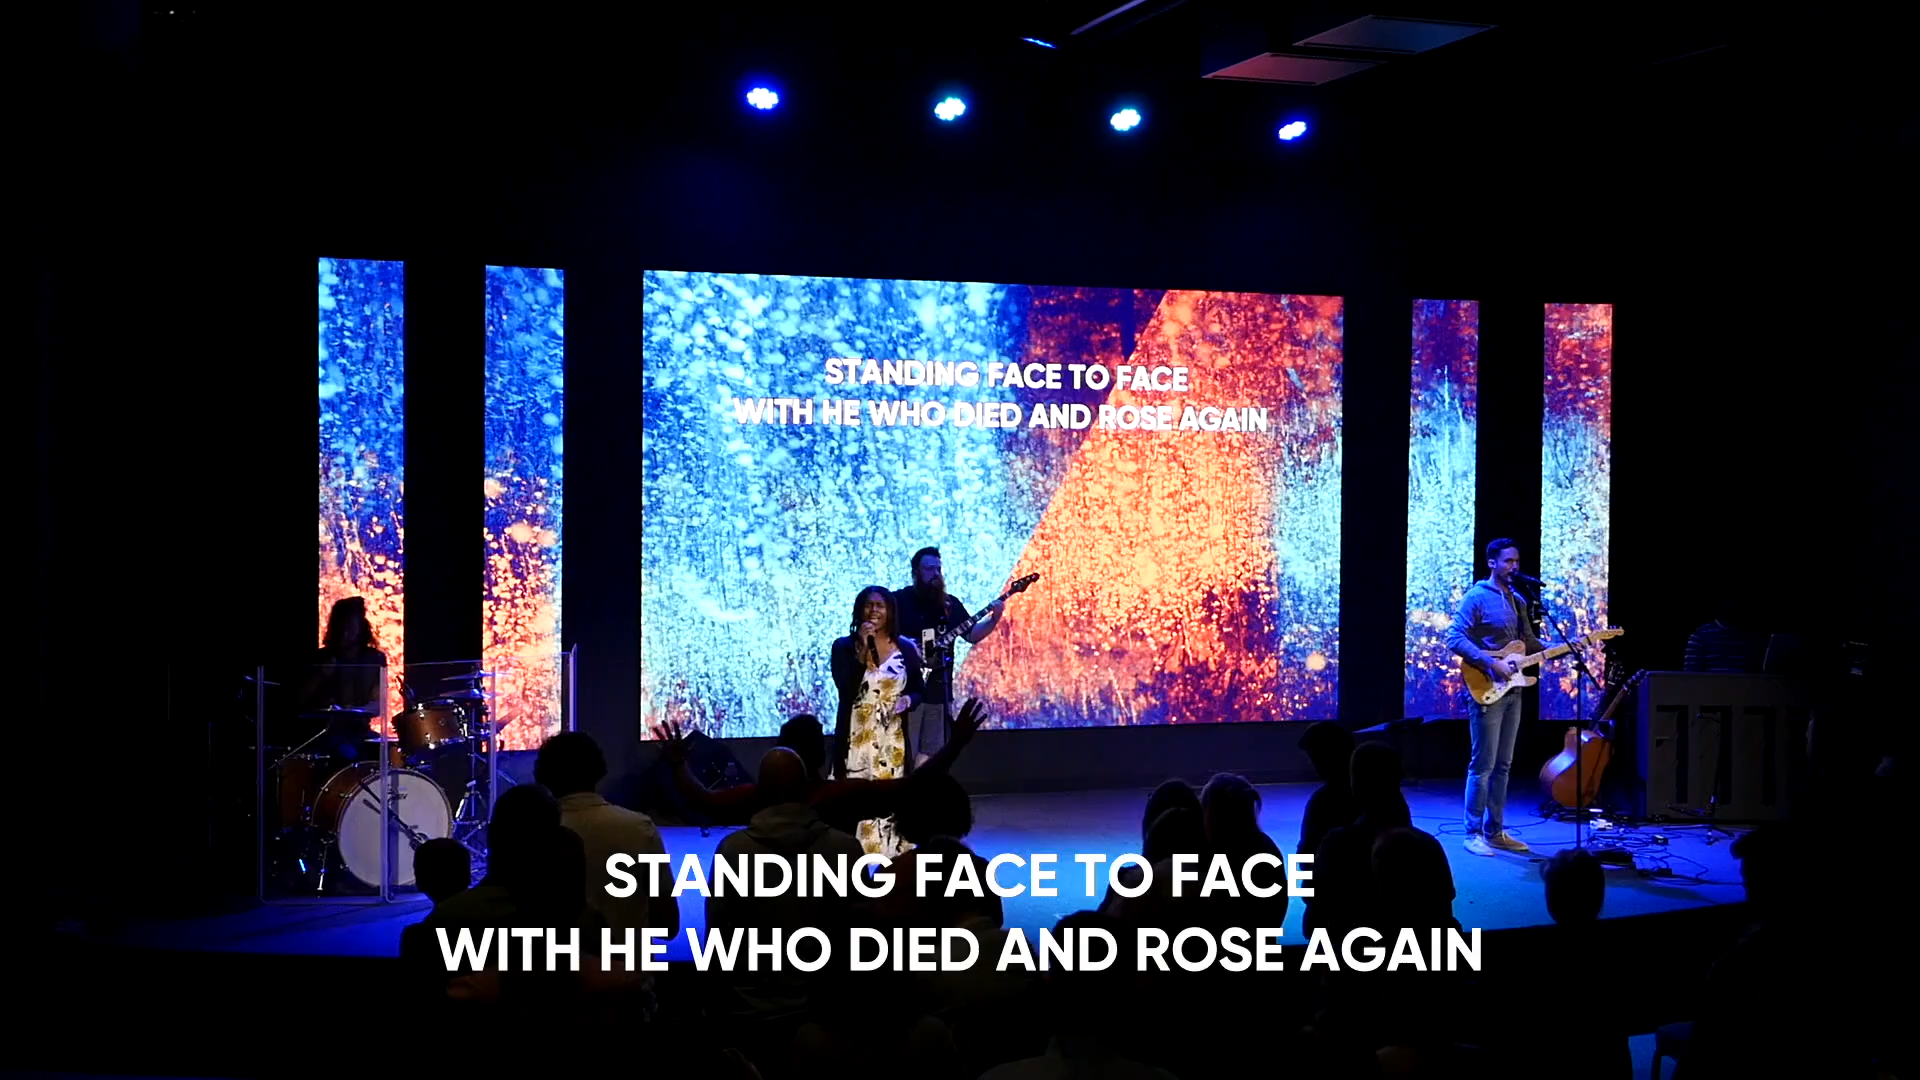 STANDING FACE TO FACE
WITH HE WHO DIED AND ROSE AGAIN
STANDING FACE TO FACE
WITH HE WHO DIED AND ROSE AGAIN